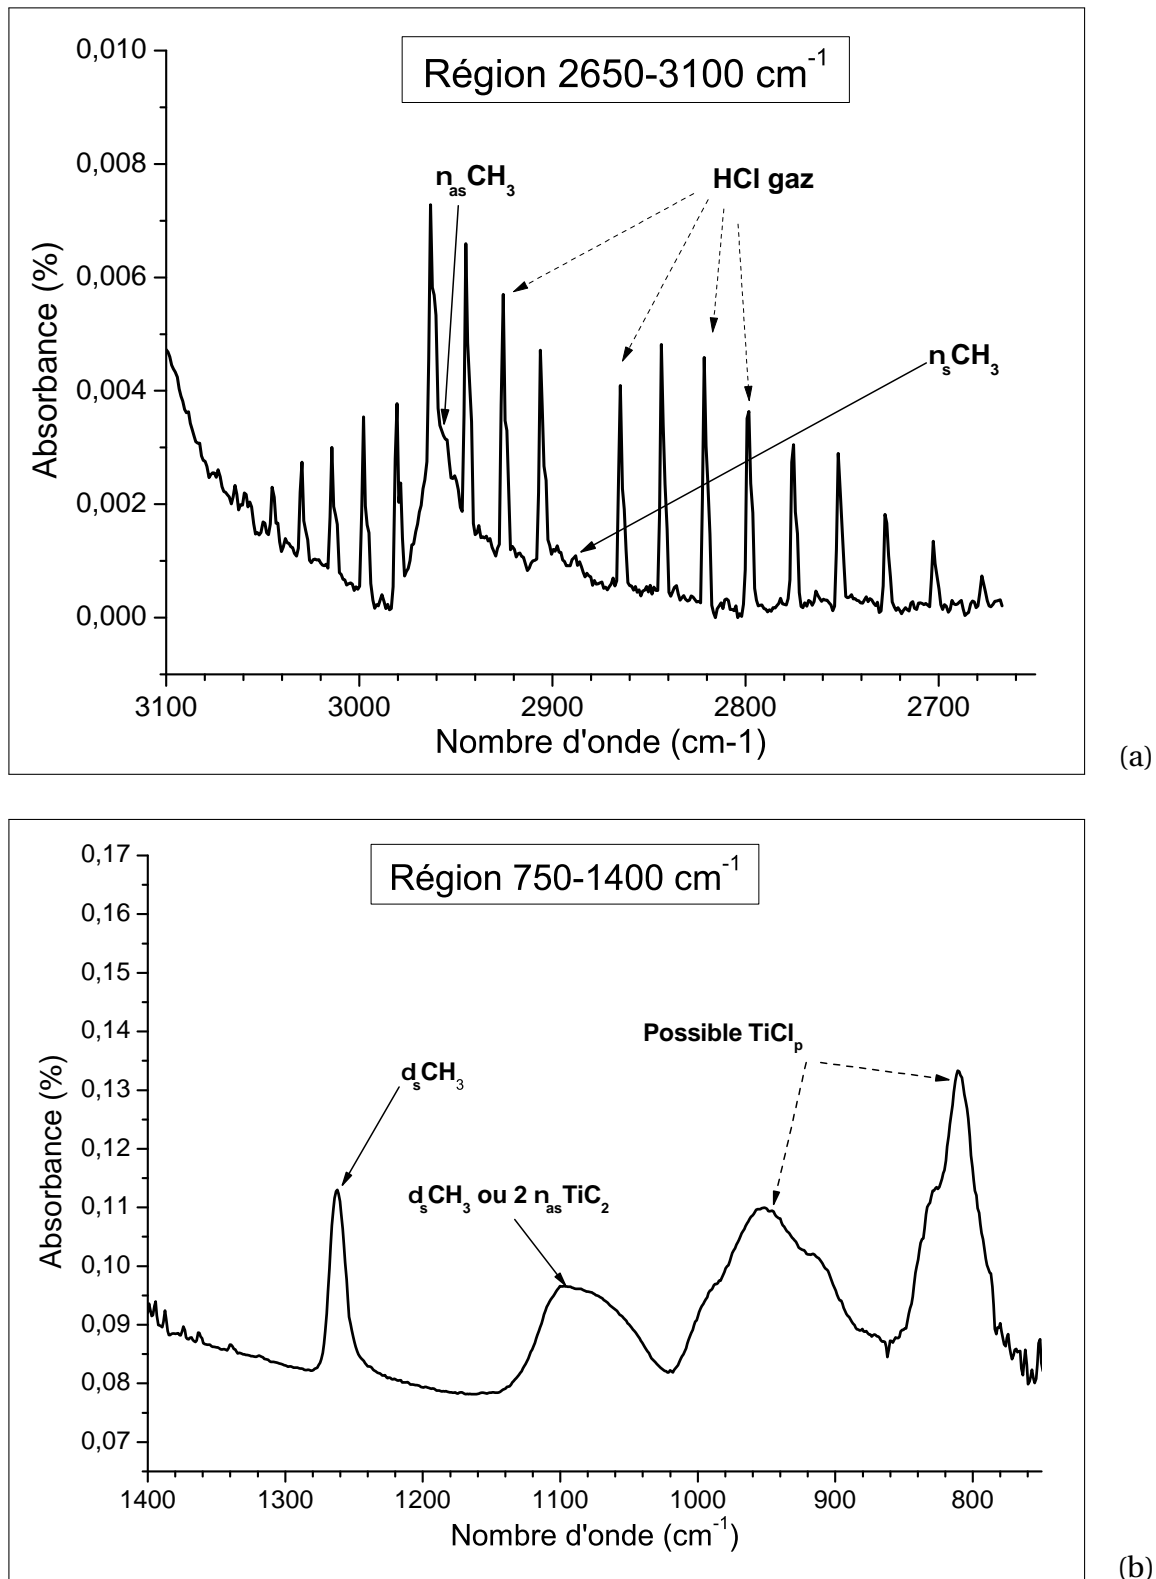 Région 2650-3100 cm⁻¹
0,010
0,008
0,006
0,004
0,002
0,000
Absorbance (%)
nasCH3
HCl gaz
nsCH3
3100 3000 2900 2800 2700
Nombre d'onde (cm-1)
(a)
Région 750-1400 cm⁻¹
0,17
0,16
0,15
0,14
0,13
0,12
0,11
0,10
0,09
0,08
0,07
Absorbance (%)
Possible TiClp
dsCH3
dsCH3 ou 2 nasTiC2
1400 1300 1200 1100 1000 900 800
Nombre d'onde (cm⁻¹)
(b)